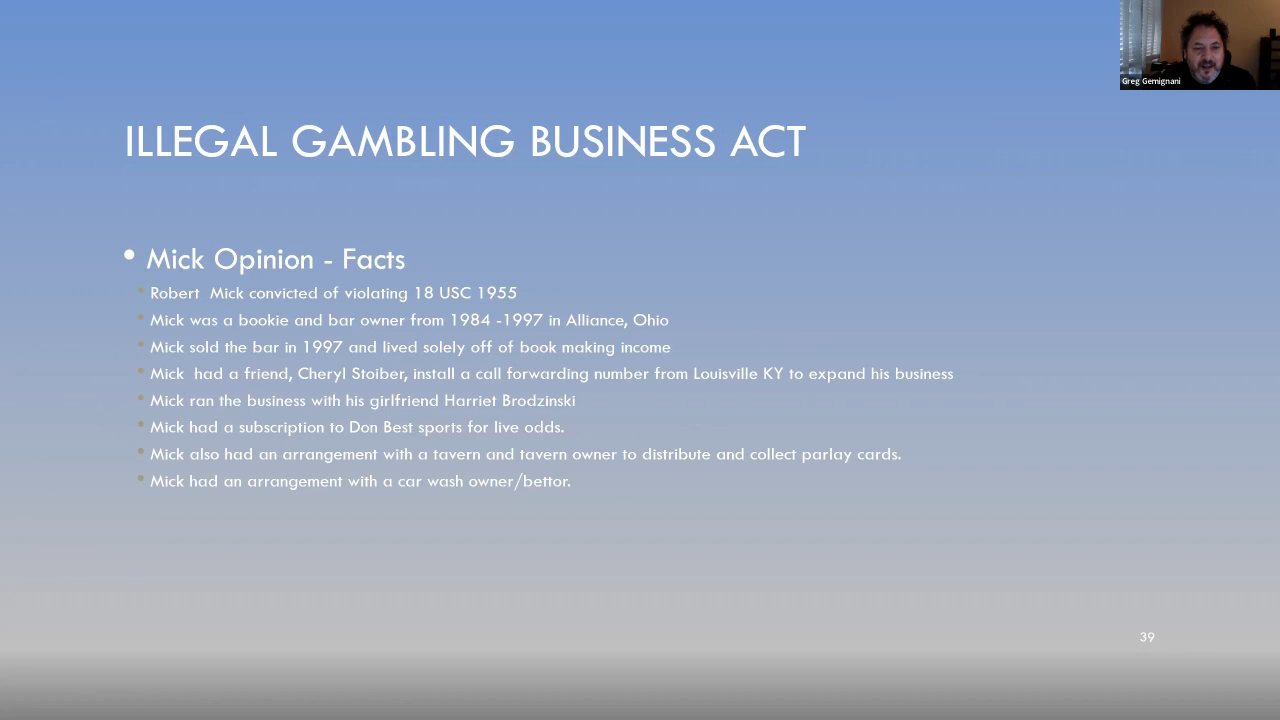 Greg Gemignani
ILLEGAL GAMBLING BUSINESS ACT
• Mick Opinion - Facts
• Robert  Mick convicted of violating 18 USC 1955
• Mick was a bookie and bar owner from 1984 -1997 in Alliance, Ohio
• Mick sold the bar in 1997 and lived solely off of book making income
• Mick  had a friend, Cheryl Stoiber, install a call forwarding number from Louisville KY to expand his business
• Mick ran the business with his girlfriend Harriet Brodzinski
• Mick had a subscription to Don Best sports for live odds.
• Mick also had an arrangement with a tavern and tavern owner to distribute and collect parlay cards.
• Mick had an arrangement with a car wash owner/bettor.
39